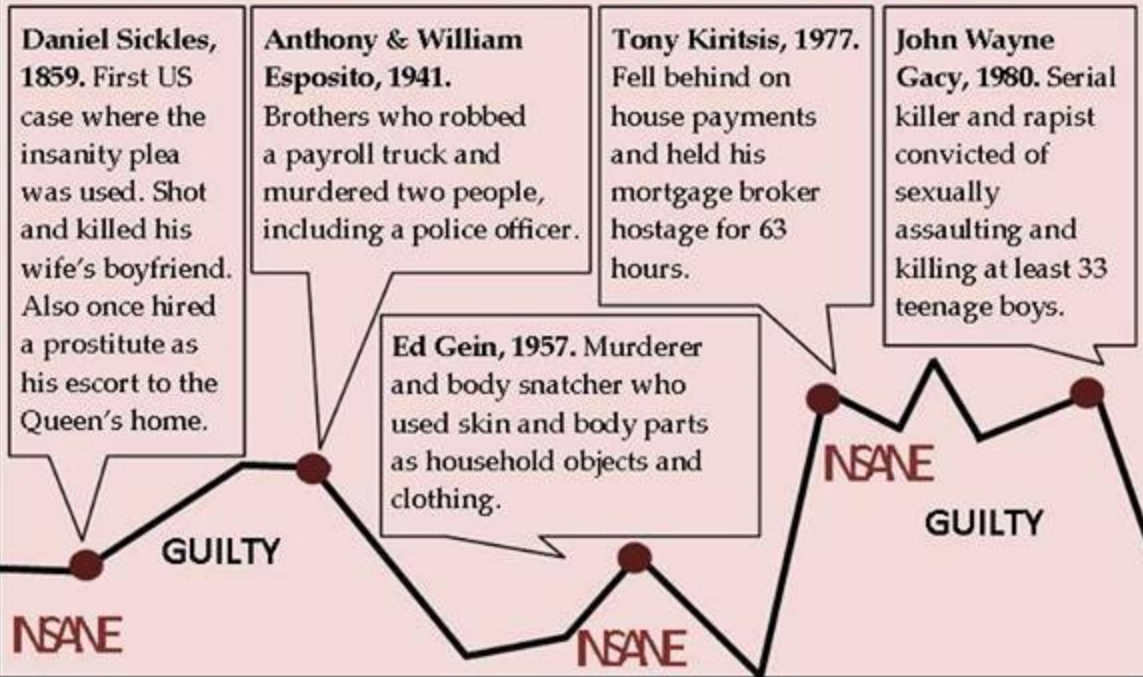 Daniel Sickles,
1859. First US
case where the
insanity plea
was used. Shot
and killed his
wife's boyfriend.
Also once hired
a prostitute as
his escort to the
Queen's home.
Anthony & William
Esposito, 1941.
Brothers who robbed
a payroll truck and
murdered two people,
including a police officer.
Ed Gein, 1957. Murderer
and body snatcher who
used skin and body parts
as household objects and
clothing.
Tony Kiritsis, 1977.
Fell behind on
house payments
and held his
mortgage broker
hostage for 63
hours.
John Wayne
Gacy, 1980. Serial
killer and rapist
convicted of
sexually
assaulting and
killing at least 33
teenage boys.
INSANE
GUILTY
INSANE
INSANE
GUILTY